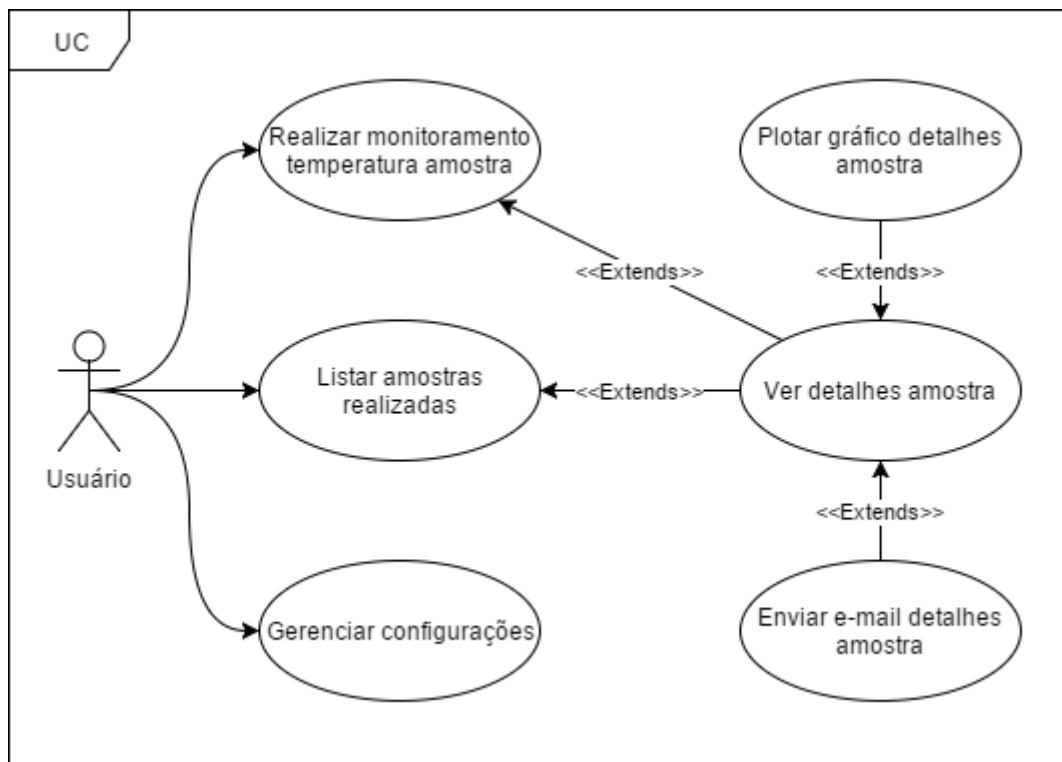 UC
Realizar monitoramento
temperatura amostra
Plotar gráfico detalhes
amostra
<<Extends>>
<<Extends>>
Listar amostras
realizadas
<<Extends>>
Ver detalhes amostra
Usuário
<<Extends>>
Gerenciar configurações
Enviar e-mail detalhes
amostra